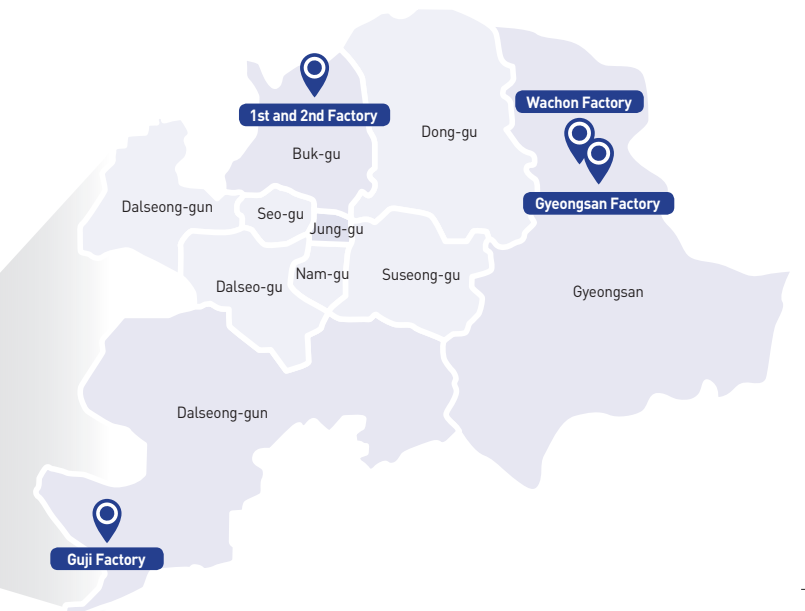 Wachon Factory
1st and 2nd Factory
Dong-gu
Buk-gu
Gyeongsan Factory
Dalseong-gun
Seo-gu
Jung-gu
Nam-gu
Suseong-gu
Dalseo-gu
Gyeongsan
Dalseong-gun
Guji Factory